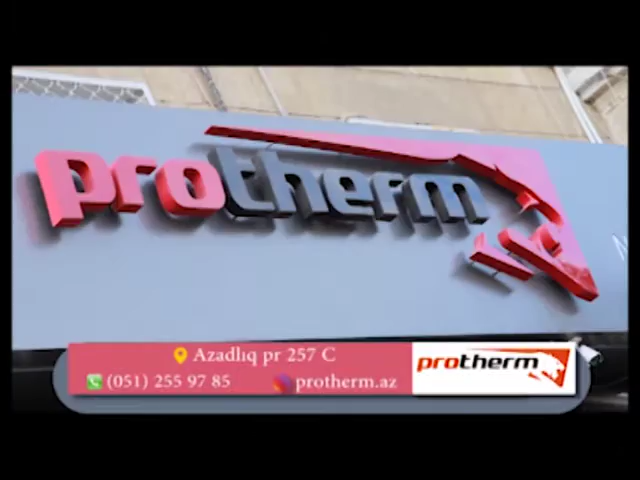 protherm
Azadlıq pr 257 C
(051) 255 97 85
protherm.az
protherm